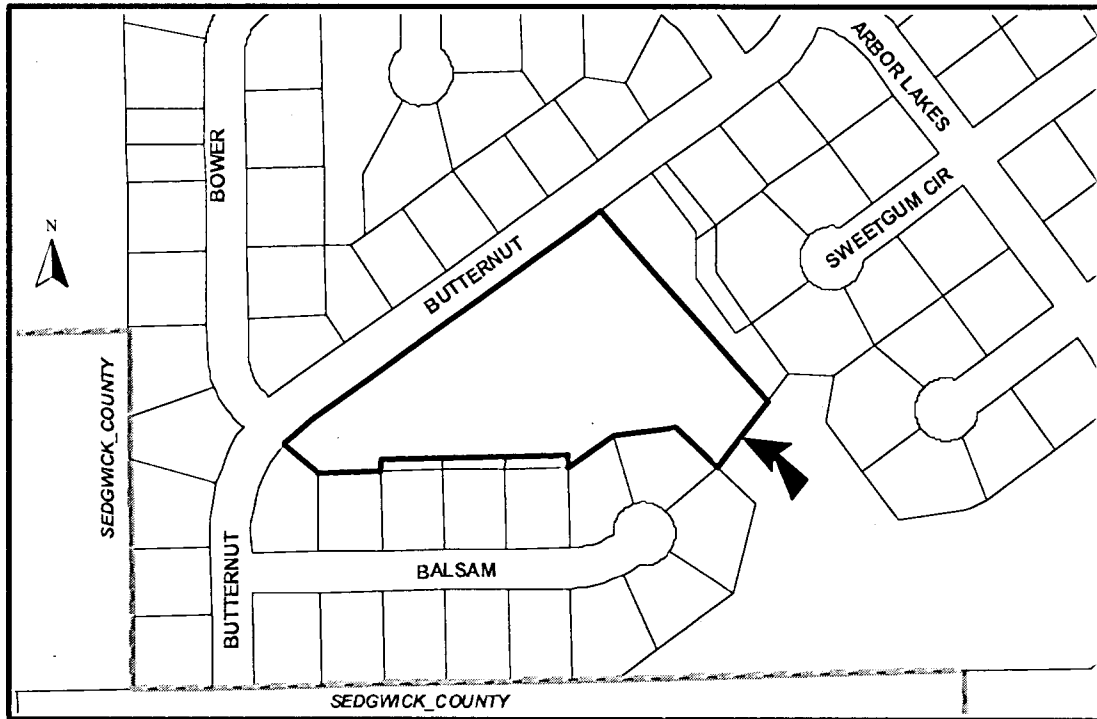 ARBOR LAKES
BOWER
SWEETGUM CIR
N
BUTTERNUT
SEDGWICK_COUNTY
BALSAM
BUTTERNUT
SEDGWICK_COUNTY